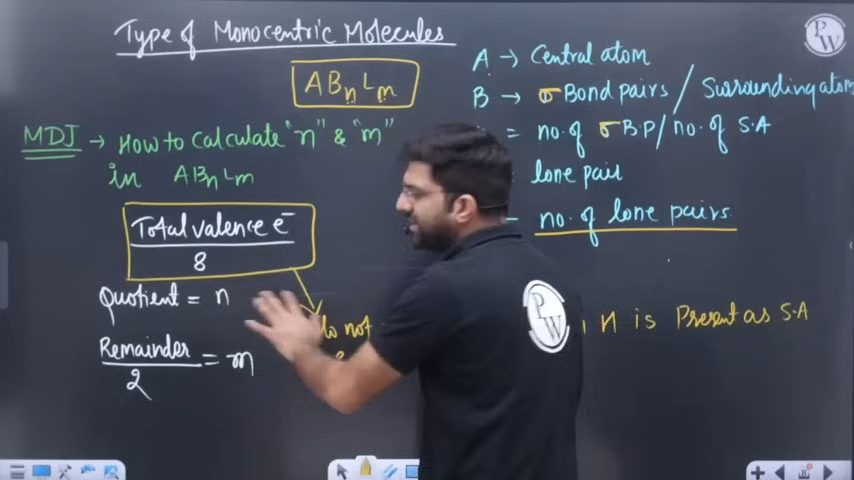 Type of Monocentric Molecules
ABnLm
MDJ → How to calculate "n" & "m"
in ABnLm
Total valence e⁻
8
Quotient = n
Remainder
2
= m
do not
A → Central atom
B → σ Bond pairs / Surrounding atom
= no. of σ B.P / no. of S.A
lone pair
no. of lone pairs.
N is Present as S.A
PW
PW